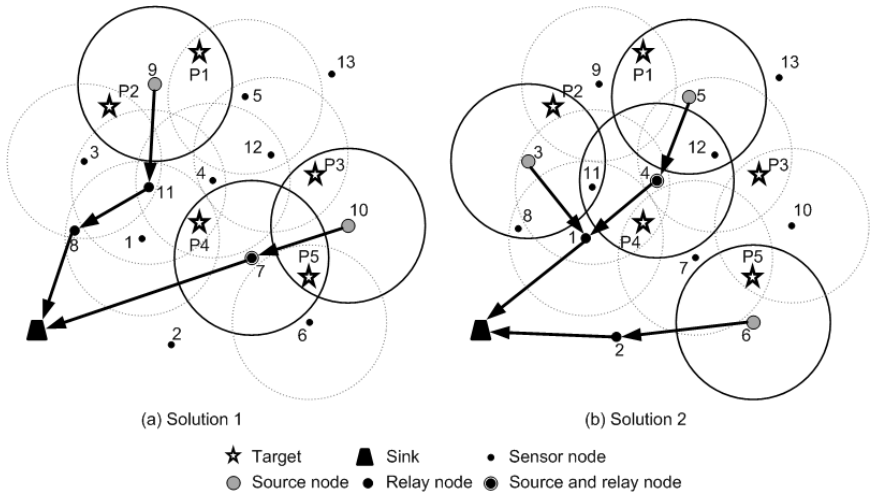 9
P1
13
P2
5
3
12
P3
4
11
10
8
1
P4
7
P5
2
6
(a) Solution 1
9
P1
13
P2
5
3
12
P3
11
4
8
10
1
P4
7
P5
2
6
(b) Solution 2
Target
Sink
Sensor node
Source node
Relay node
Source and relay node